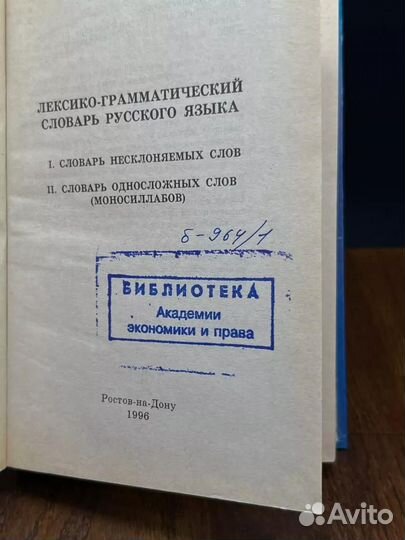 ЛЕКСИКО-ГРАММАТИЧЕСКИЙ
СЛОВАРЬ РУССКОГО ЯЗЫКА
I. СЛОВАРЬ НЕСКЛОНЯЕМЫХ СЛОВ
II. СЛОВАРЬ ОДНОСЛОЖНЫХ СЛОВ
(МОНОСИЛЛАБОВ)
б-964/1
БИБЛИОТЕКА
Академии
экономики и права
Ростов-на-Дону
1996
Avito